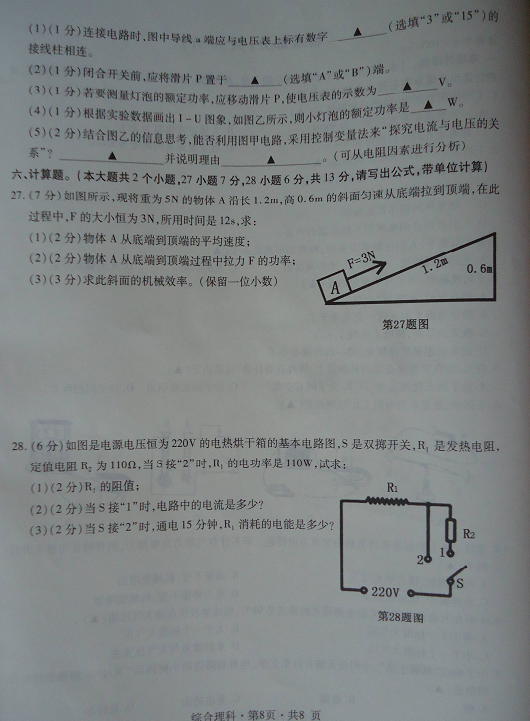 (1)(1分)连接电路时,图中导线a端应与电压表上标有数字 ▲ (选填“3”或“15”)的
接线柱相连。
(2)(1分)闭合开关前,应将滑片P置于 ▲ (选填“A”或“B”)端。
(3)(1分)若要测量灯泡的额定功率,应移动滑片P,使电压表的示数为 ▲ V。
(4)(1分)根据实验数据画出I-U图象,如图乙所示,则小灯泡的额定功率是 ▲ W。
(5)(2分)结合图乙的信息思考,能否利用图甲电路,采用控制变量法来“探究电流与电压的关
系”? ▲ 并说明理由 ▲ 。(可从电阻因素进行分析)
六、计算题。(本大题共2个小题,27小题7分,28小题6分,共13分,请写出公式,带单位计算)
27.(7分)如图所示,现将重为5N的物体A沿长1.2m,高0.6m的斜面匀速从底端拉到顶端,在此
过程中,F的大小恒为3N,所用时间是12s,求:
(1)(2分)物体A从底端到顶端的平均速度;
(2)(2分)物体A从底端到顶端过程中拉力F的功率;
(3)(3分)求此斜面的机械效率。(保留一位小数)
F=3N
A
1.2m
0.6m
第27题图
28.(6分)如图是电源电压恒为220V的电热烘干箱的基本电路图,S是双掷开关,R₁是发热电阻,
定值电阻R₂为110Ω,当S接“2”时,R₁的电功率是110W,试求:
(1)(2分)R₁的阻值;
(2)(2分)当S接“1”时,电路中的电流是多少?
(3)(2分)当S接“2”时,通电15分钟,R₁消耗的电能是多少?
R₁
R₂
2
1
S
220V
第28题图
综合理科·第8页·共8页